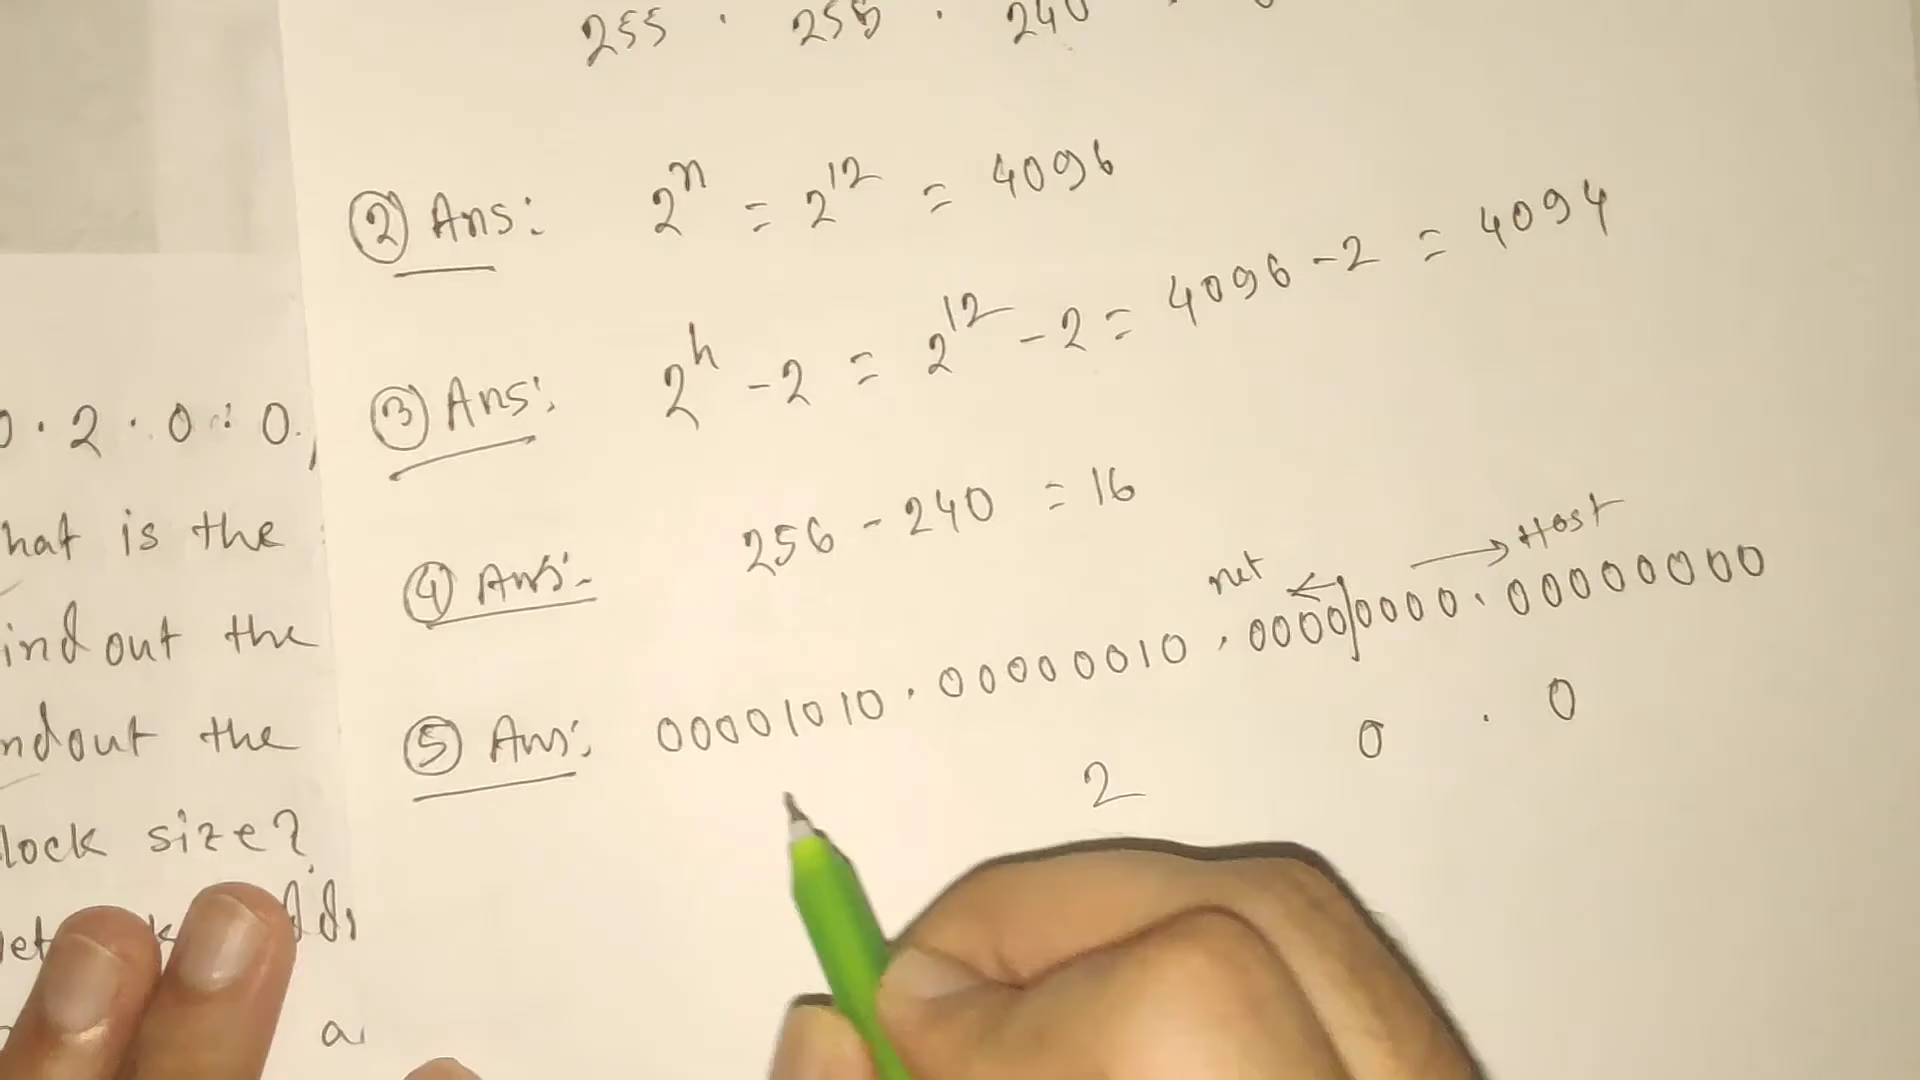 255 . 255 . 240 .
② Ans: 2^n = 2^12 = 4096
③ Ans: 2^h - 2 = 2^12 - 2 = 4096 - 2 = 4094
④ Ans:- 256 - 240 = 16
net ← → Host
⑤ Ans: 00001010 . 00000010 . 0000|0000 . 00000000
2 0 . 0
0 . 2 . 0 . 0,
hat is the
ind out the
ndout the
lock size?
a